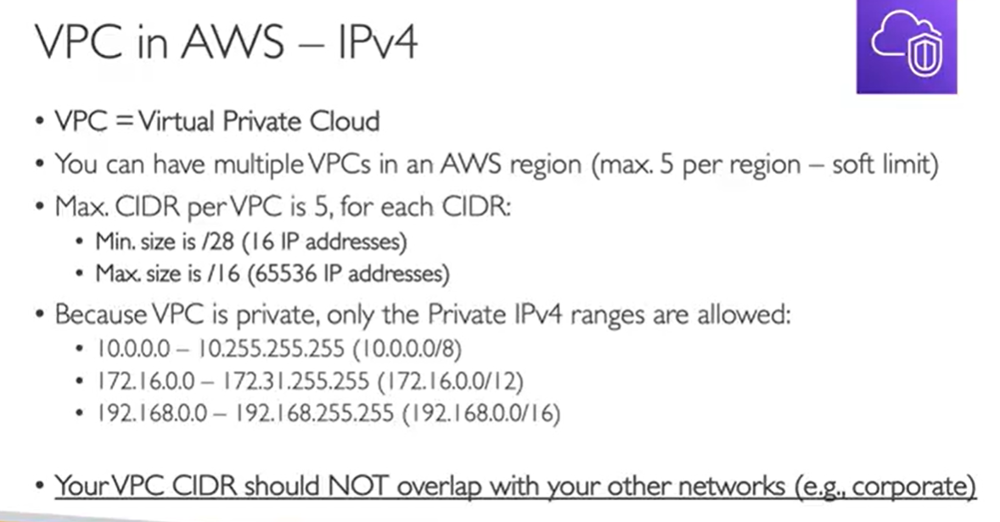 VPC in AWS – IPv4
• VPC = Virtual Private Cloud
• You can have multiple VPCs in an AWS region (max. 5 per region – soft limit)
• Max. CIDR per VPC is 5, for each CIDR:
• Min. size is /28 (16 IP addresses)
• Max. size is /16 (65536 IP addresses)
• Because VPC is private, only the Private IPv4 ranges are allowed:
• 10.0.0.0 – 10.255.255.255 (10.0.0.0/8)
• 172.16.0.0 – 172.31.255.255 (172.16.0.0/12)
• 192.168.0.0 – 192.168.255.255 (192.168.0.0/16)
• Your VPC CIDR should NOT overlap with your other networks (e.g., corporate)